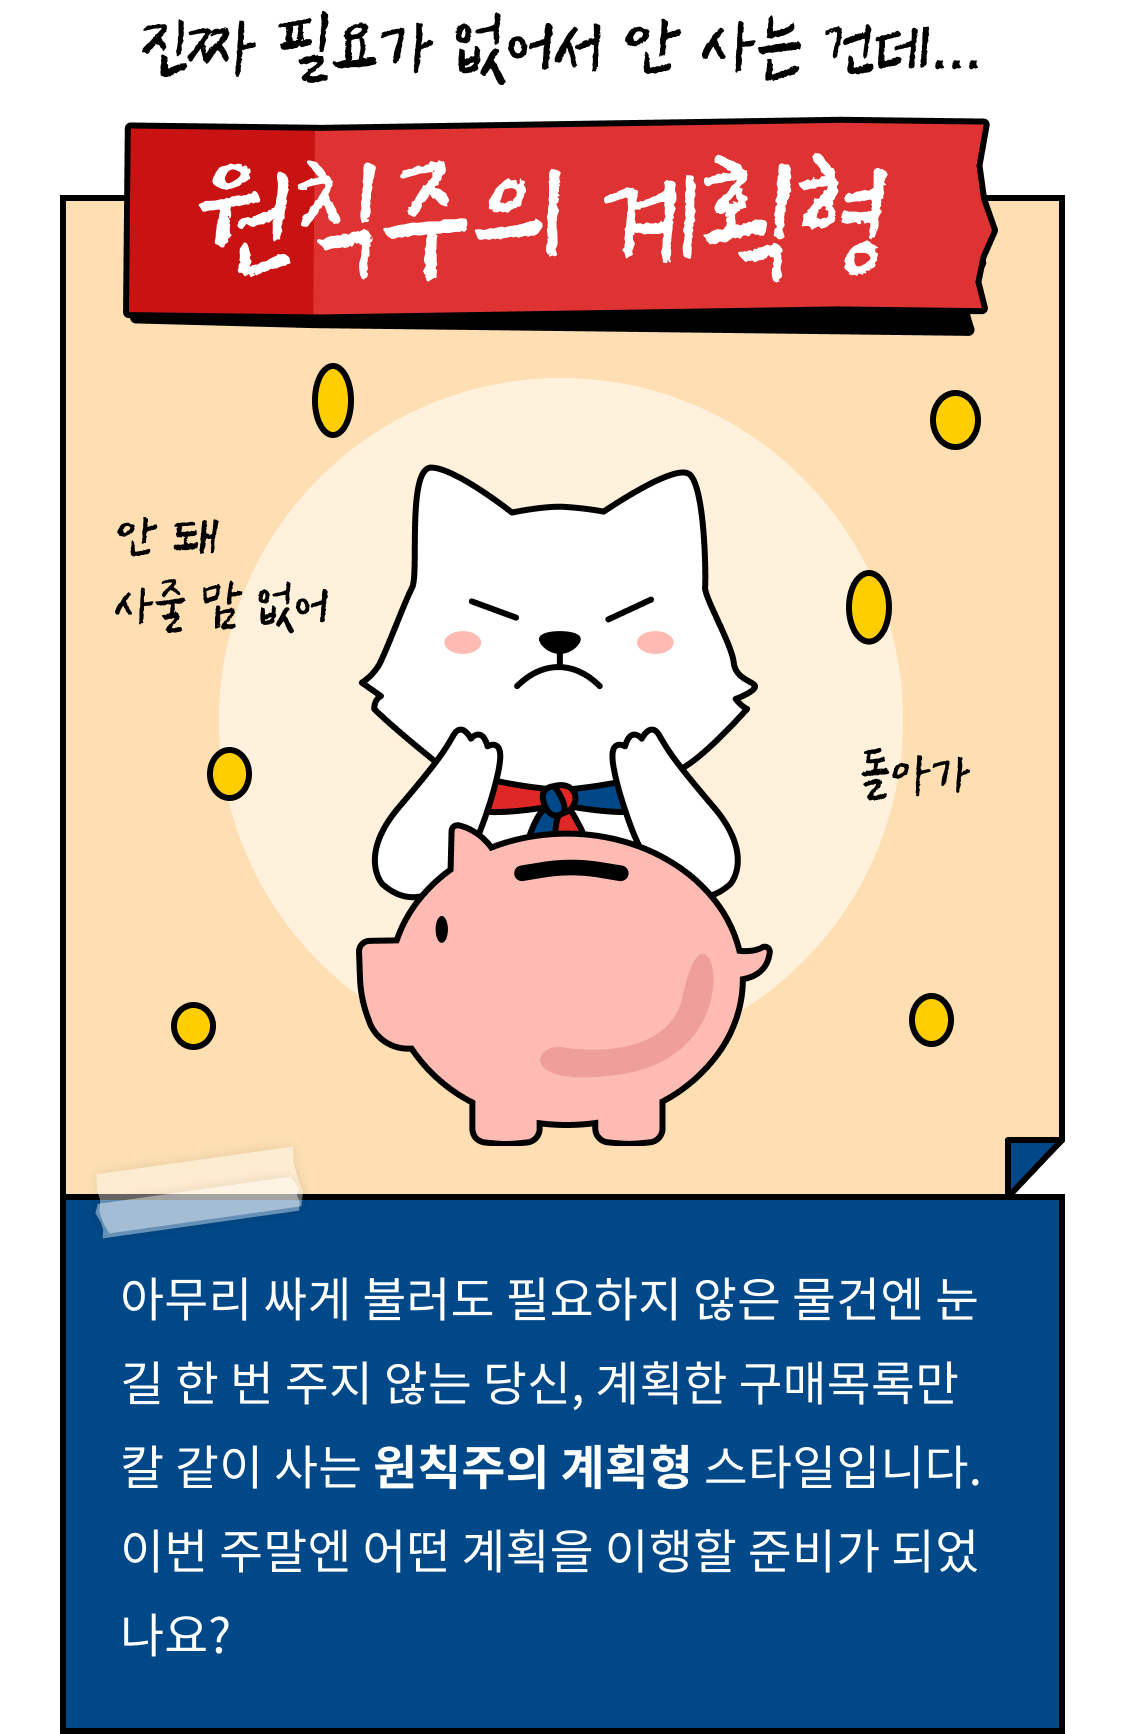 진짜 필요가 없어서 안 사는 건데...
원칙주의 계획형
안 돼
사줄 맘 없어
돌아가
아무리 싸게 불러도 필요하지 않은 물건엔 눈
길 한 번 주지 않는 당신, 계획한 구매목록만
칼 같이 사는 원칙주의 계획형 스타일입니다.
이번 주말엔 어떤 계획을 이행할 준비가 되었
나요?